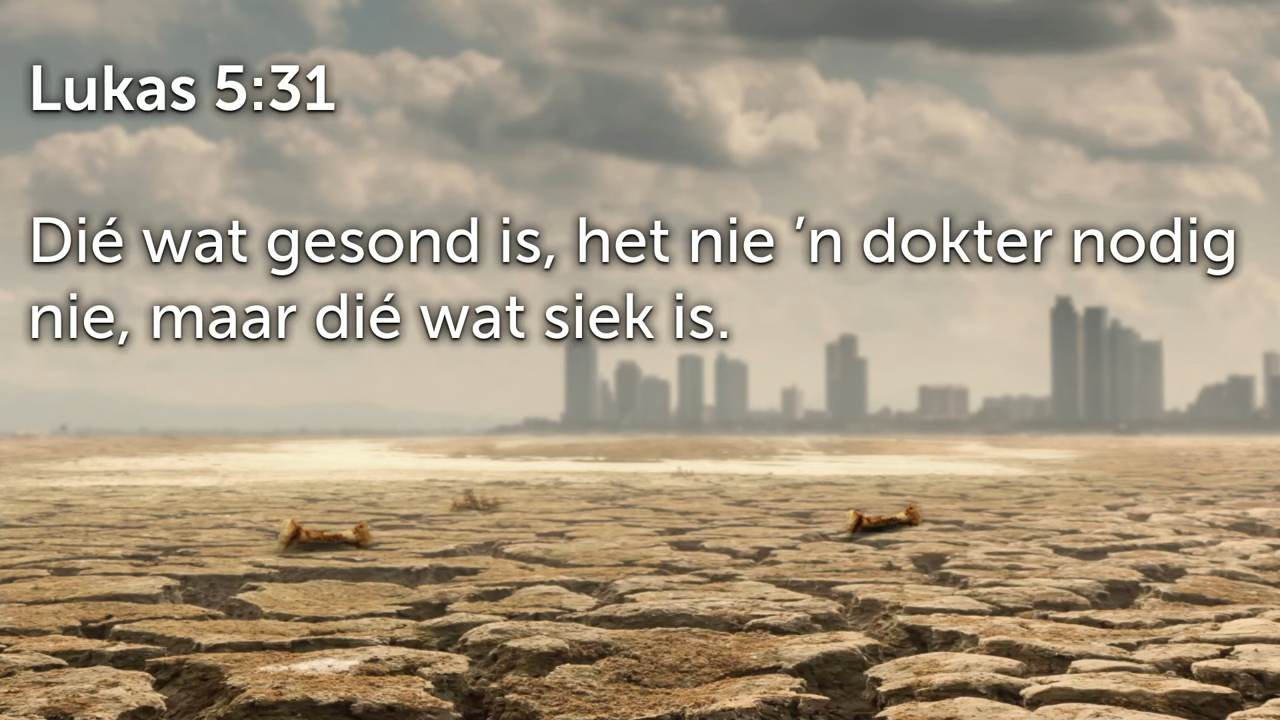 Lukas 5:31
Dié wat gesond is, het nie ’n dokter nodig
nie, maar dié wat siek is.